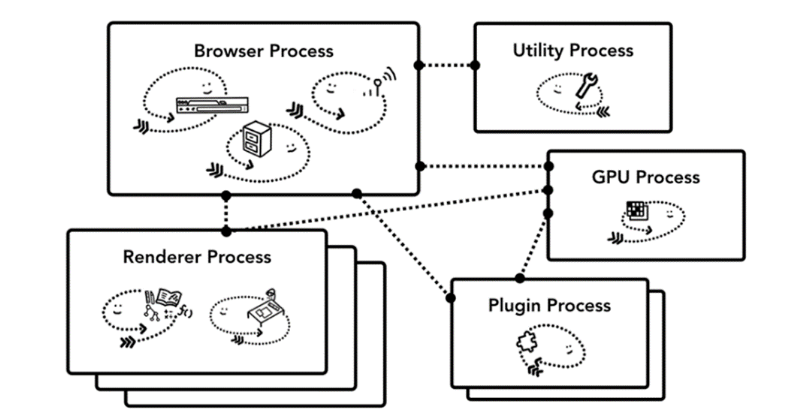 Browser Process
Utility Process
GPU Process
Renderer Process
Plugin Process